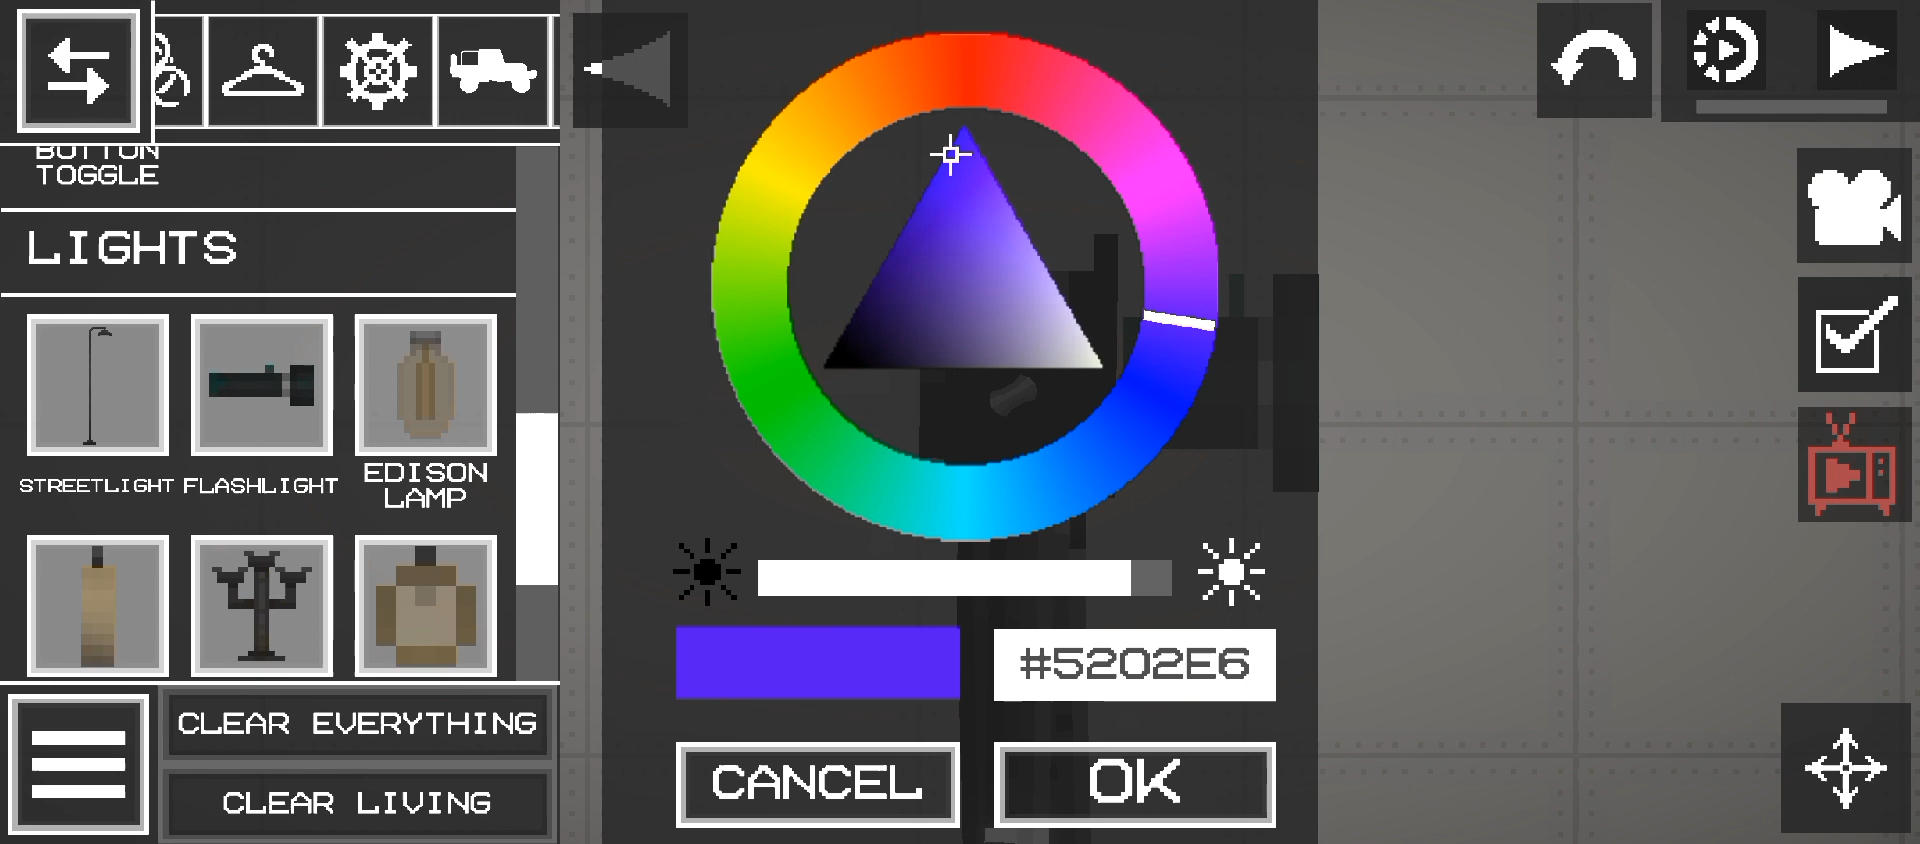 BUTTON
TOGGLE
LIGHTS
STREETLIGHT
FLASHLIGHT
EDISON
LAMP
CLEAR EVERYTHING
CLEAR LIVING
#5202E6
CANCEL
OK